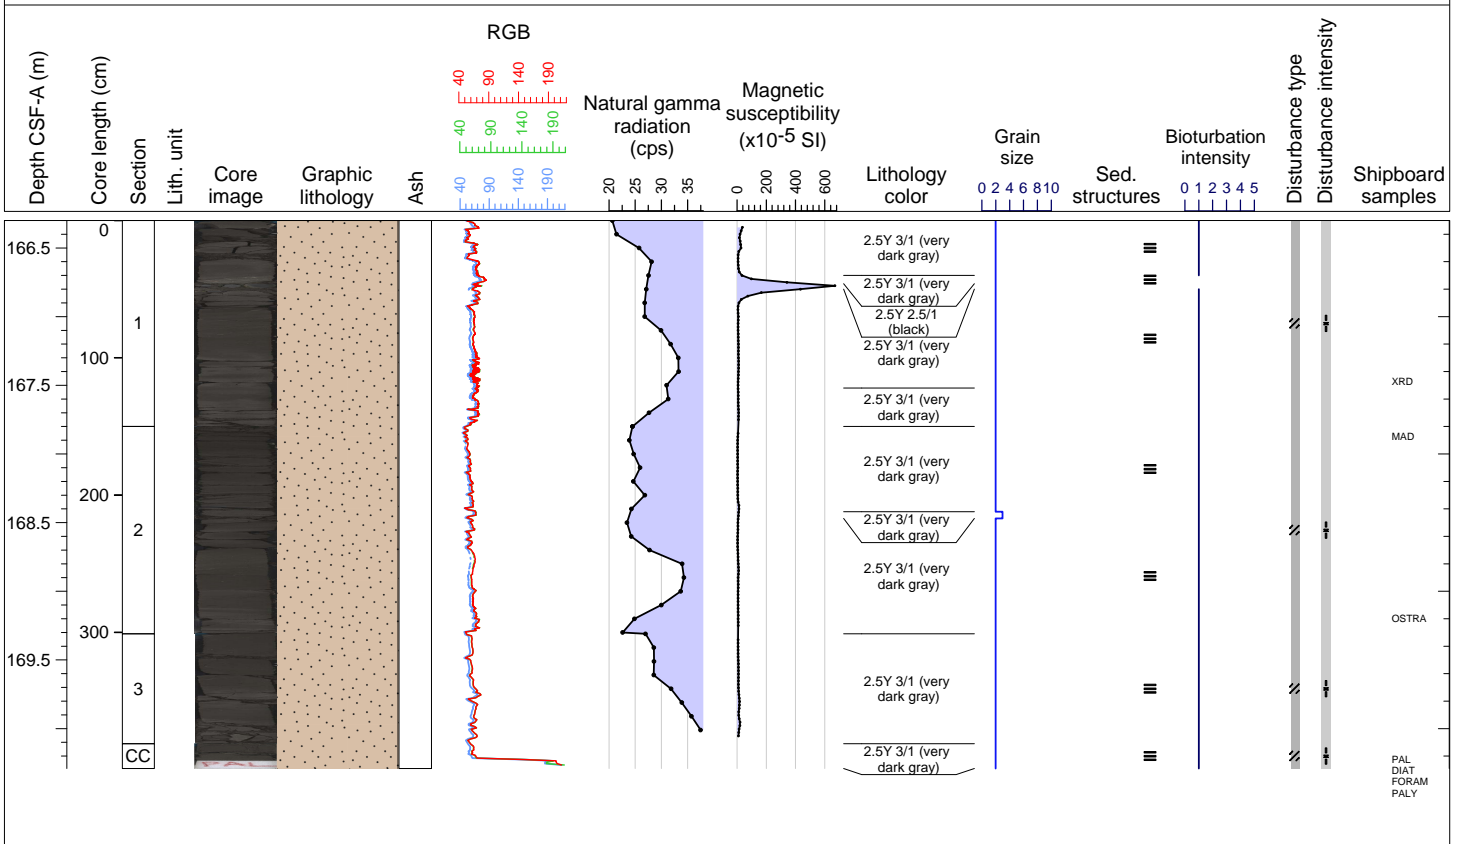 RGB
Depth CSF-A (m)
Core length (cm)
Section
Lith. unit
Core
image
Graphic
lithology
Ash
40 90 140 190
40 90 140 190
40 90 140 190
Natural gamma
radiation
(cps)
20 25 30 35
Magnetic
susceptibility
(x10-5 SI)
0 200 400 600
Lithology
color
Grain
size
0 2 4 6 8 10
Sed.
structures
Bioturbation
intensity
0 1 2 3 4 5
Disturbance type
Disturbance intensity
Shipboard
samples
166.5
167.5
168.5
169.5
0
100
200
300
1
2
3
CC
PAL
2.5Y 3/1 (very
dark gray)
2.5Y 3/1 (very
dark gray)
2.5Y 2.5/1
(black)
2.5Y 3/1 (very
dark gray)
2.5Y 3/1 (very
dark gray)
2.5Y 3/1 (very
dark gray)
2.5Y 3/1 (very
dark gray)
2.5Y 3/1 (very
dark gray)
2.5Y 3/1 (very
dark gray)
2.5Y 3/1 (very
dark gray)
XRD
MAD
OSTRA
PAL
DIAT
FORAM
PALY